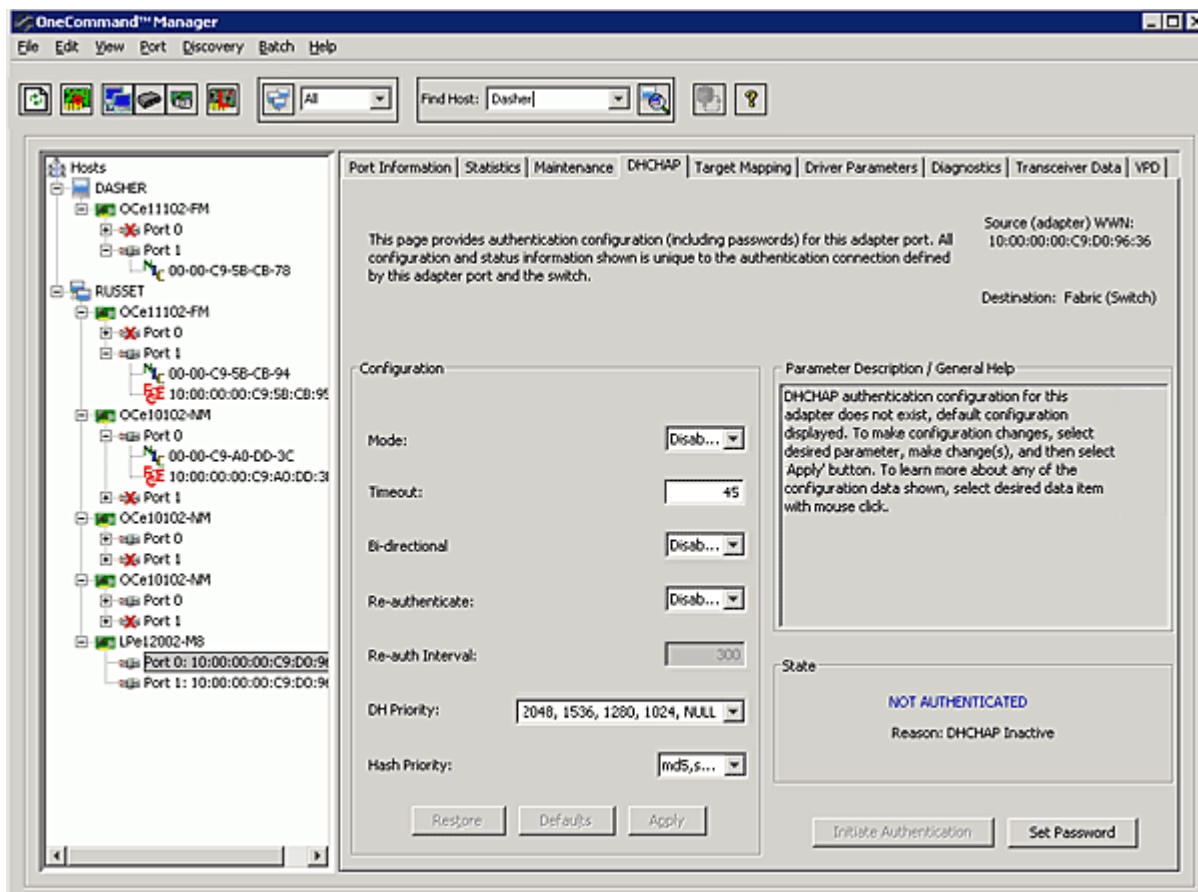 OneCommand™ Manager
File Edit View Port Discovery Batch Help
All
Find Host: Dasher
Hosts
DASHER
OCe11102-FM
Port 0
Port 1
NIC 00-00-C9-5B-CB-78
RUSSET
OCe11102-FM
Port 0
Port 1
NIC 00-00-C9-5B-CB-94
FCoE 10:00:00:00:C9:5B:CB:95
OCe10102-NM
Port 0
NIC 00-00-C9-A0-DD-3C
FCoE 10:00:00:00:C9:A0:DD:3
Port 1
OCe10102-NM
Port 0
Port 1
OCe10102-NM
Port 0
Port 1
LPe12002-M8
Port 0: 10:00:00:00:C9:D0:96
Port 1: 10:00:00:00:C9:D0:96
Port Information Statistics Maintenance DHCHAP Target Mapping Driver Parameters Diagnostics Transceiver Data VPD
This page provides authentication configuration (including passwords) for this adapter port. All
configuration and status information shown is unique to the authentication connection defined
by this adapter port and the switch.
Source (adapter) WWN:
10:00:00:00:C9:D0:96:36
Destination: Fabric (Switch)
Configuration
Mode: Disab...
Timeout: 45
Bi-directional Disab...
Re-authenticate: Disab...
Re-auth Interval: 300
DH Priority: 2048, 1536, 1280, 1024, NULL
Hash Priority: md5,s...
Restore Defaults Apply
Parameter Description / General Help
DHCHAP authentication configuration for this
adapter does not exist, default configuration
displayed. To make configuration changes, select
desired parameter, make change(s), and then select
'Apply' button. To learn more about any of the
configuration data shown, select desired data item
with mouse click.
State
NOT AUTHENTICATED
Reason: DHCHAP Inactive
Initiate Authentication Set Password